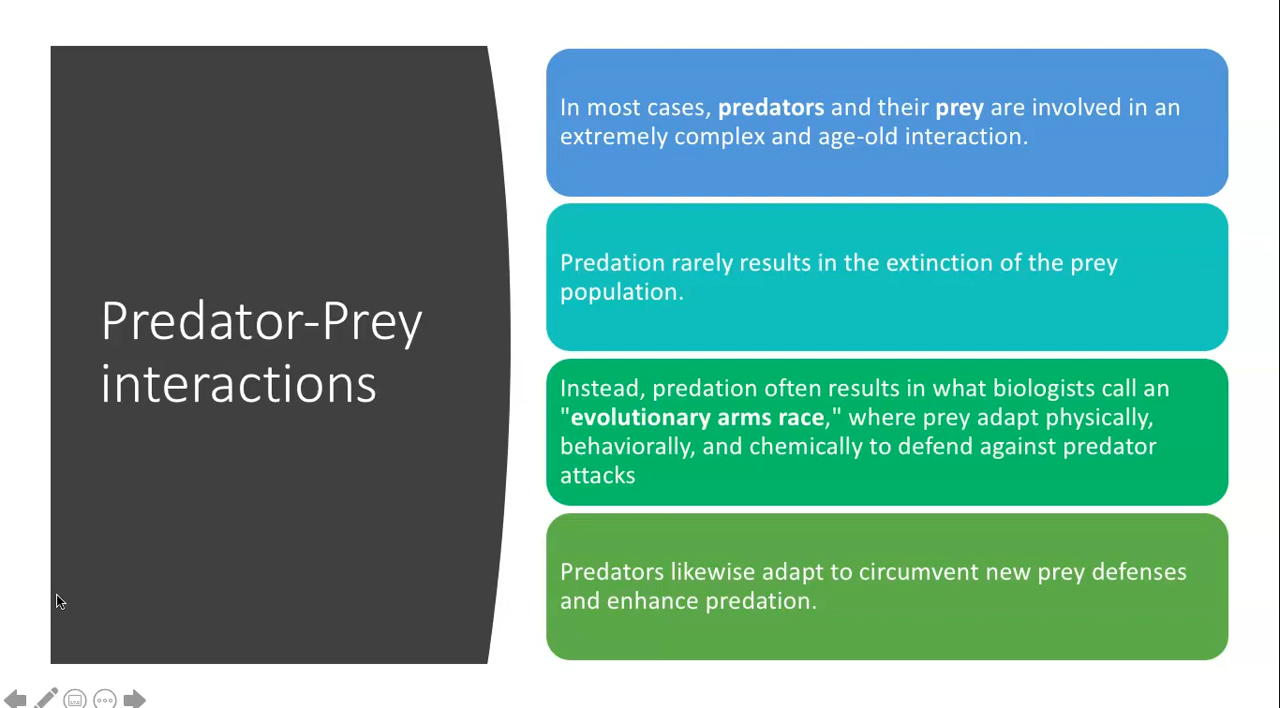 Predator-Prey
interactions
In most cases, predators and their prey are involved in an
extremely complex and age-old interaction.
Predation rarely results in the extinction of the prey
population.
Instead, predation often results in what biologists call an
"evolutionary arms race," where prey adapt physically,
behaviorally, and chemically to defend against predator
attacks
Predators likewise adapt to circumvent new prey defenses
and enhance predation.